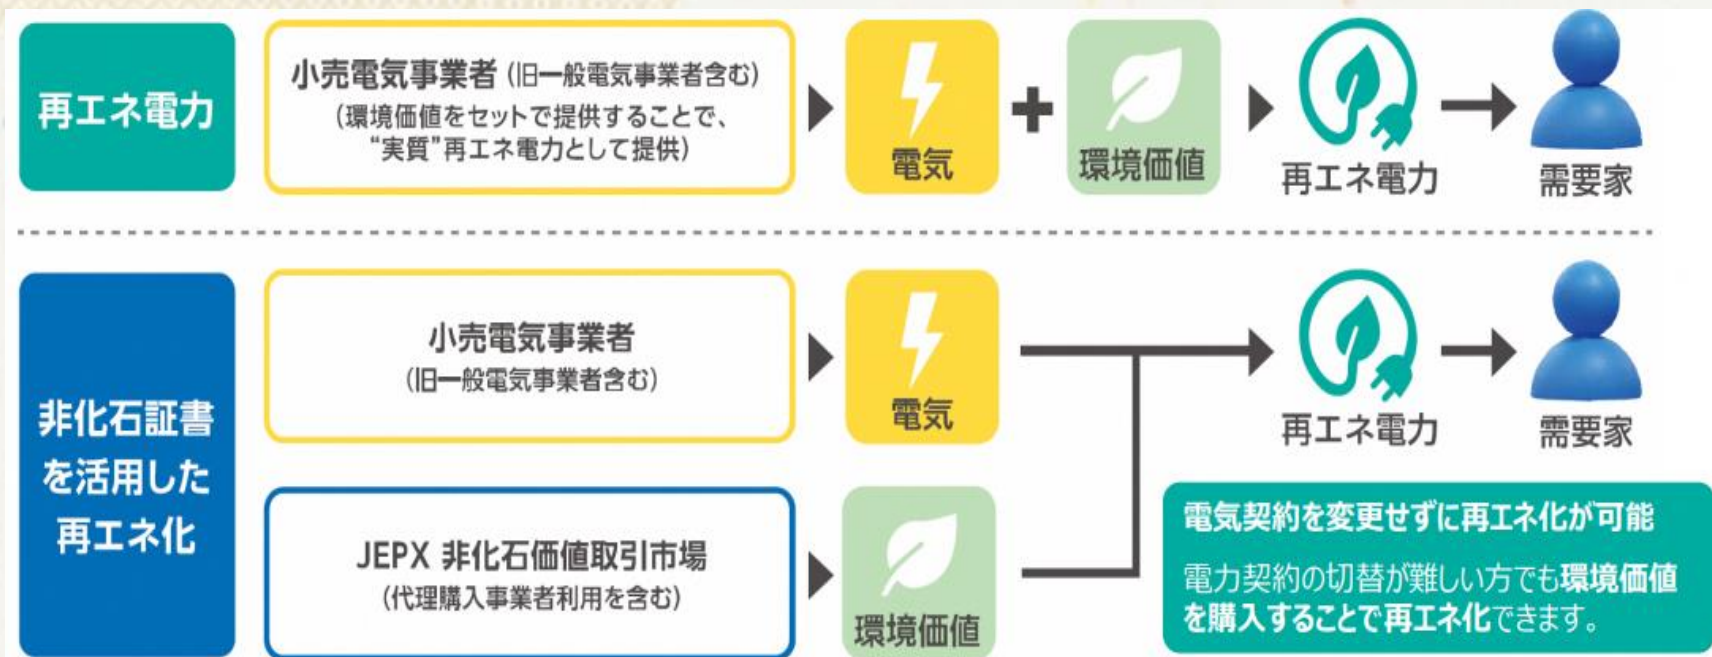 再エネ電力
小売電気事業者(旧一般電気事業者含む)
(環境価値をセットで提供することで、
“実質”再エネ電力として提供)
電気
環境価値
再エネ電力
需要家
非化石証書
を活用した
再エネ化
小売電気事業者
(旧一般電気事業者含む)
電気
JEPX 非化石価値取引市場
(代理購入事業者利用を含む)
環境価値
再エネ電力
需要家
電気契約を変更せずに再エネ化が可能
電力契約の切替が難しい方でも環境価値
を購入することで再エネ化できます。